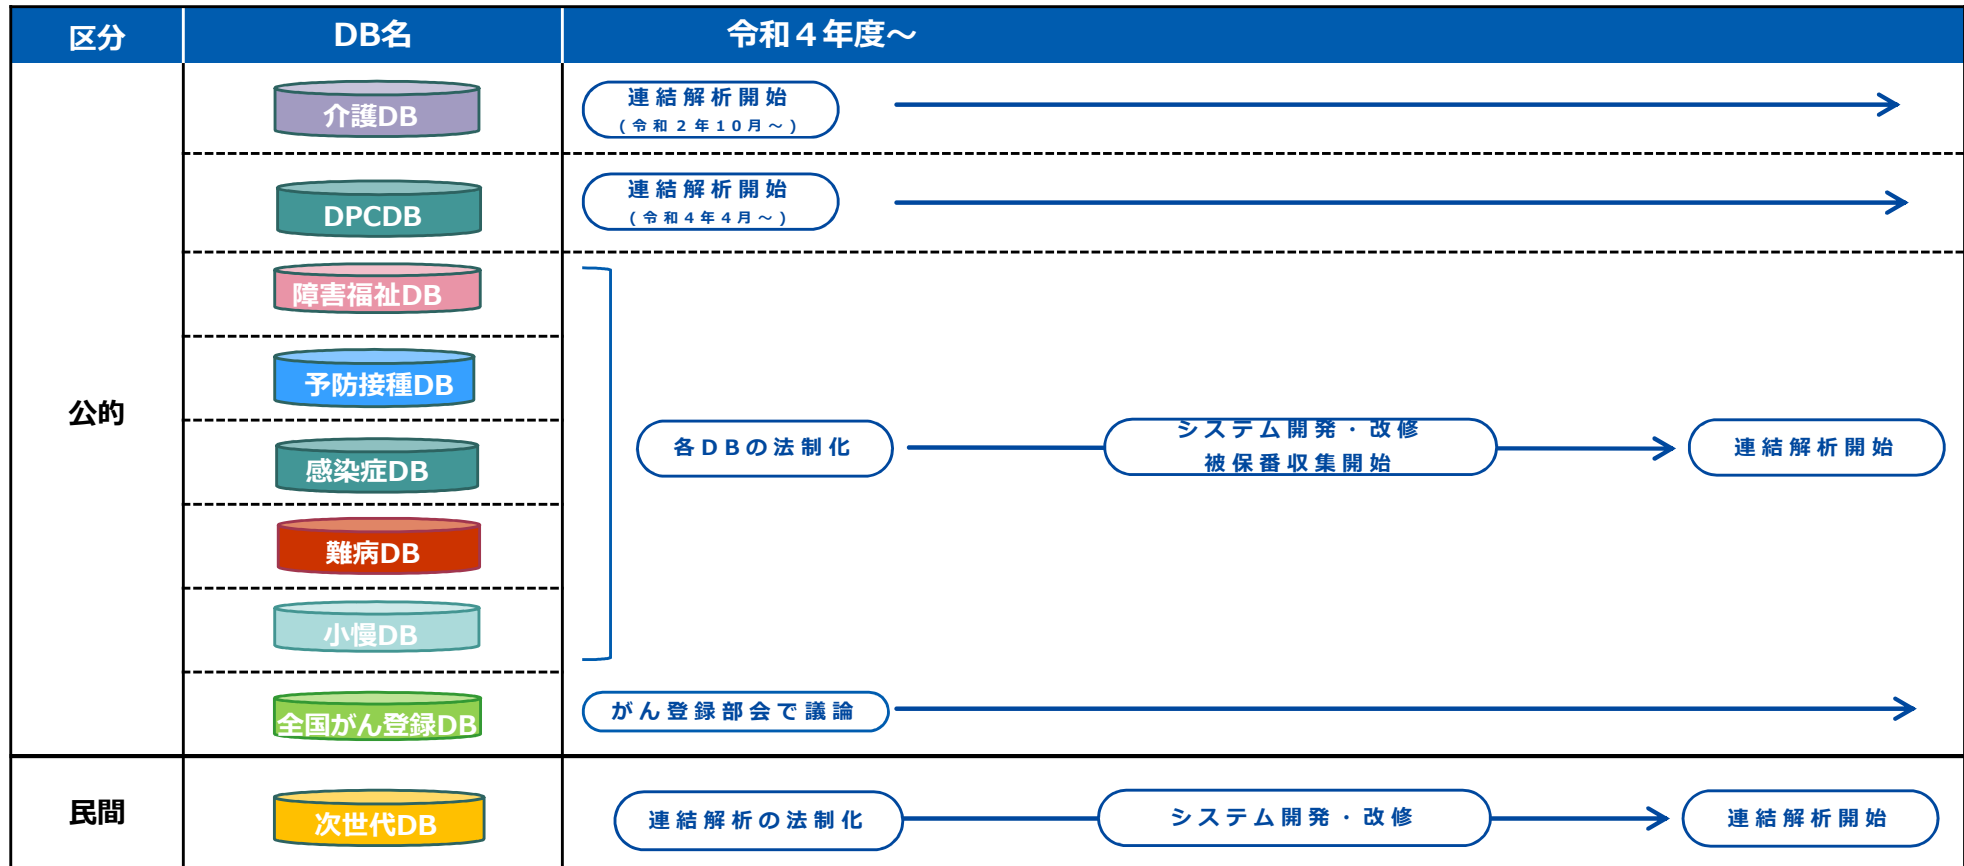 区分
DB名
令和４年度～
公的
介護DB
連結解析開始
(令和２年10月～)
DPCDB
連結解析開始
(令和4年4月～)
障害福祉DB
予防接種DB
感染症DB
難病DB
小慢DB
各DBの法制化
システム開発・改修
被保番収集開始
連結解析開始
全国がん登録DB
がん登録部会で議論
民間
次世代DB
連結解析の法制化
システム開発・改修
連結解析開始